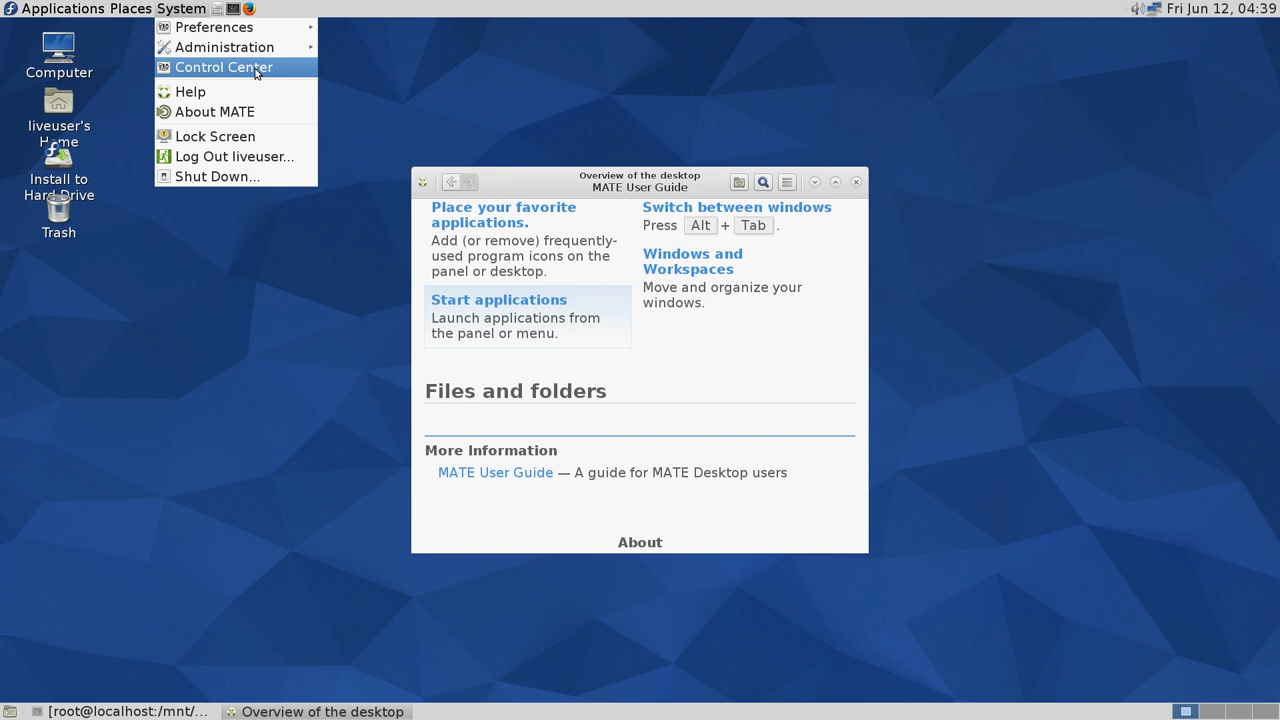 Applications Places System
Fri Jun 12, 04:39
Preferences
Administration
Control Center
Help
About MATE
Lock Screen
Log Out liveuser...
Shut Down...
Computer
liveuser's
Home
Install to
Hard Drive
Trash
Overview of the desktop
MATE User Guide
Place your favorite
applications.
Add (or remove) frequently-
used program icons on the
panel or desktop.
Start applications
Launch applications from
the panel or menu.
Switch between windows
Press Alt + Tab .
Windows and
Workspaces
Move and organize your
windows.
Files and folders
More Information
MATE User Guide — A guide for MATE Desktop users
About
[root@localhost:/mnt/...
Overview of the desktop